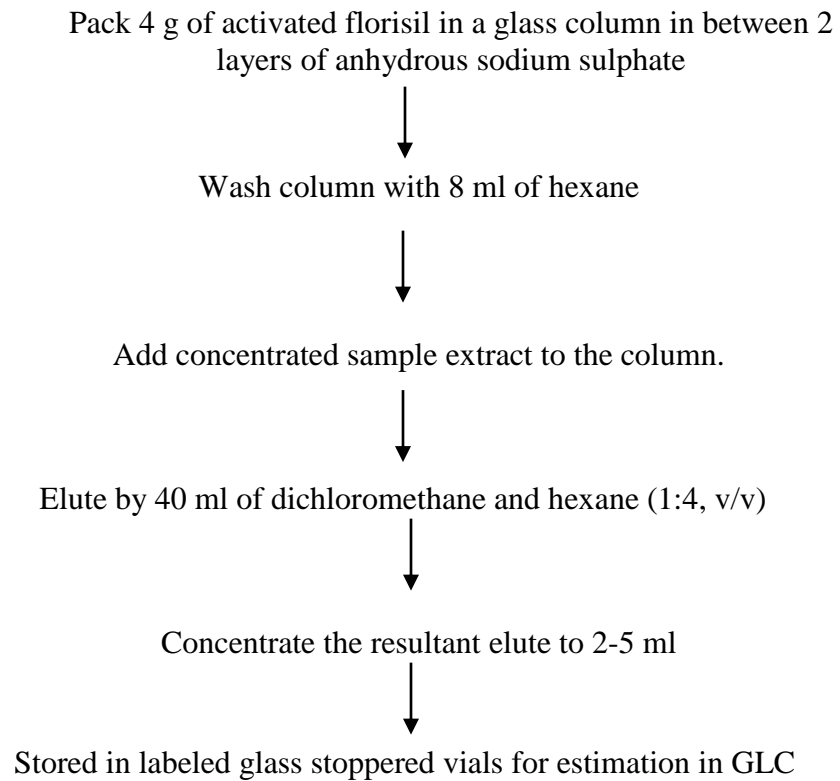 Pack 4 g of activated florisil in a glass column in between 2
layers of anhydrous sodium sulphate
Wash column with 8 ml of hexane
Add concentrated sample extract to the column.
Elute by 40 ml of dichloromethane and hexane (1:4, v/v)
Concentrate the resultant elute to 2-5 ml
Stored in labeled glass stoppered vials for estimation in GLC